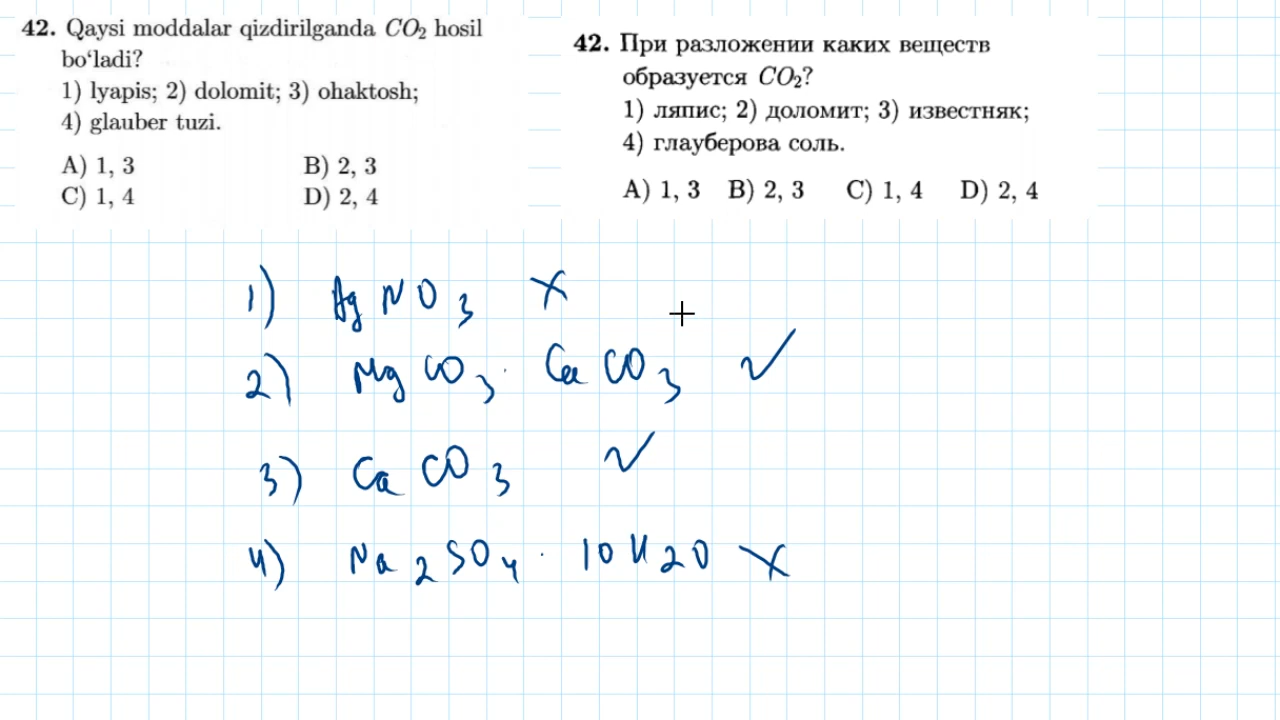 42. Qaysi moddalar qizdirilganda CO₂ hosil
bo‘ladi?
1) lyapis; 2) dolomit; 3) ohaktosh;
4) glauber tuzi.
A) 1, 3 B) 2, 3
C) 1, 4 D) 2, 4
42. При разложении каких веществ
образуется CO₂?
1) ляпис; 2) доломит; 3) известняк;
4) глауберова соль.
A) 1, 3 B) 2, 3 C) 1, 4 D) 2, 4
1) AgNO₃ ×
2) MgCO₃ · CaCO₃ ✓
3) CaCO₃ ✓
4) Na₂SO₄ · 10H₂O ×